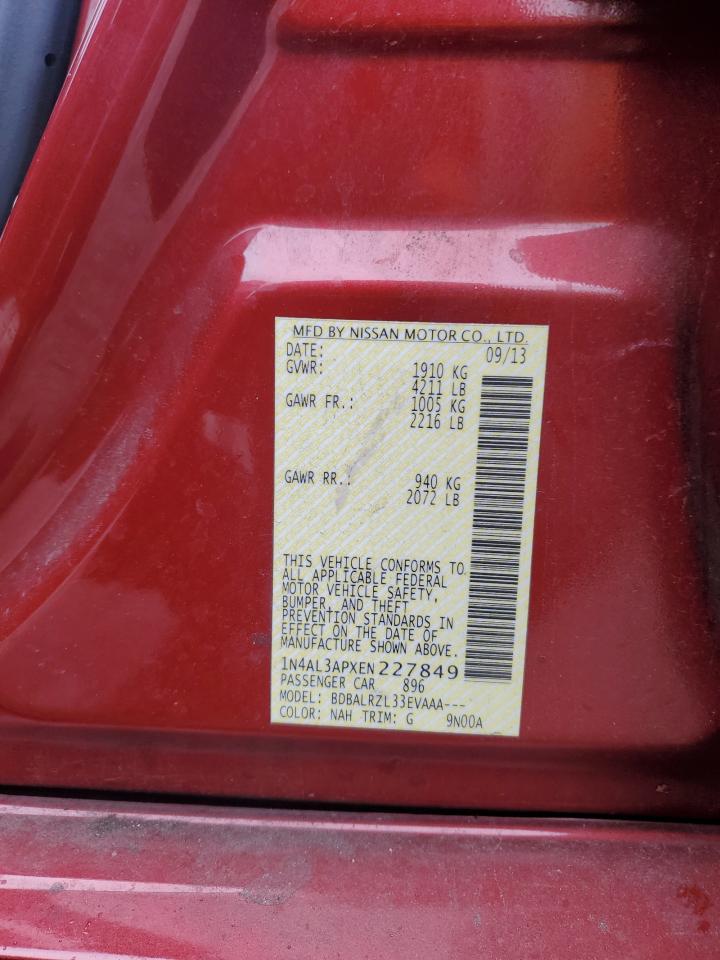 MFD BY NISSAN MOTOR CO., LTD.
DATE: 09/13
GVWR: 1910 KG
4211 LB
GAWR FR.: 1005 KG
2216 LB
GAWR RR.: 940 KG
2072 LB
THIS VEHICLE CONFORMS TO
ALL APPLICABLE FEDERAL
MOTOR VEHICLE SAFETY,
BUMPER, AND THEFT
PREVENTION STANDARDS IN
EFFECT ON THE DATE OF
MANUFACTURE SHOWN ABOVE.
1N4AL3APXEN227849
PASSENGER CAR 896
MODEL: BDBALRZL33EVAAA---
COLOR: NAH TRIM: G 9N00A